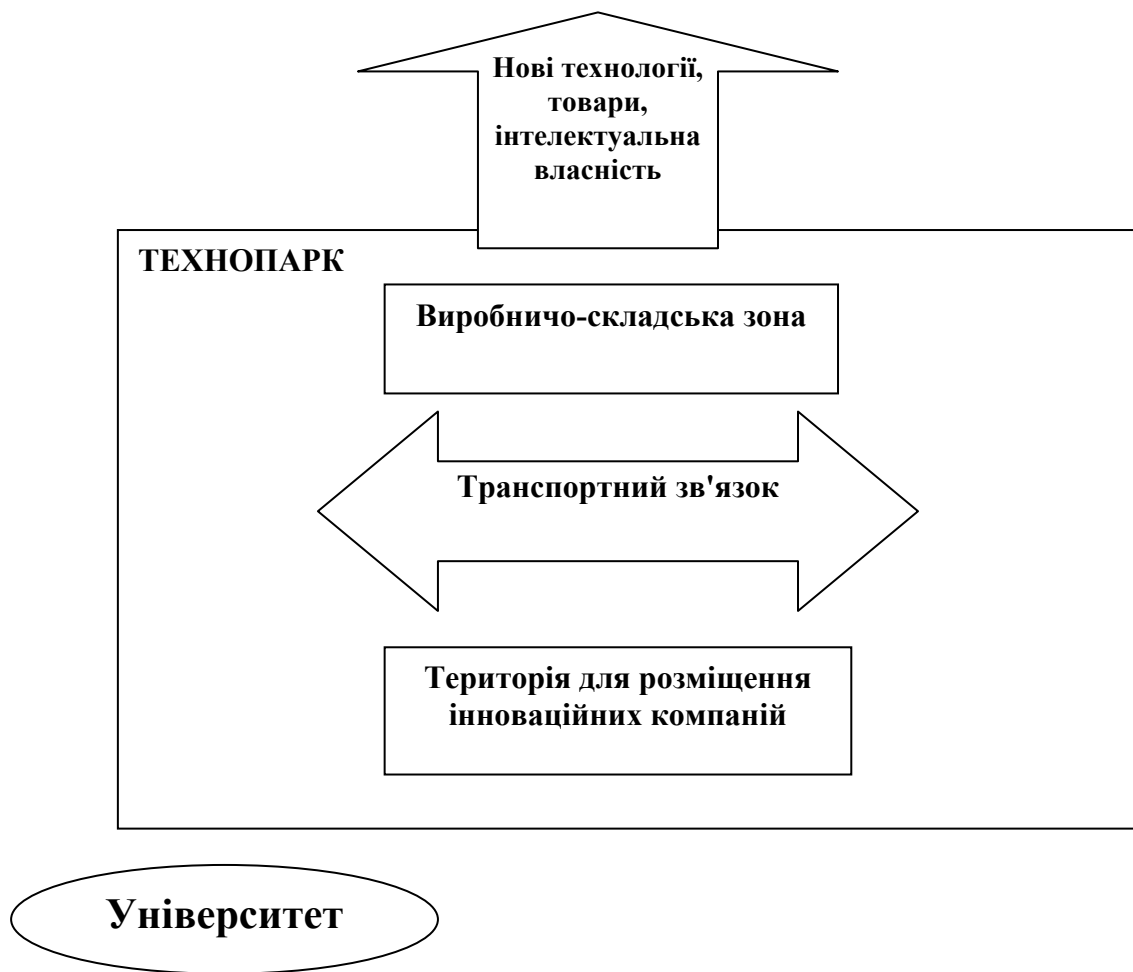 Нові технології,
товари,
інтелектуальна
власність
ТЕХНОПАРК
Виробничо-складська зона
Транспортний зв'язок
Територія для розміщення
інноваційних компаній
Університет